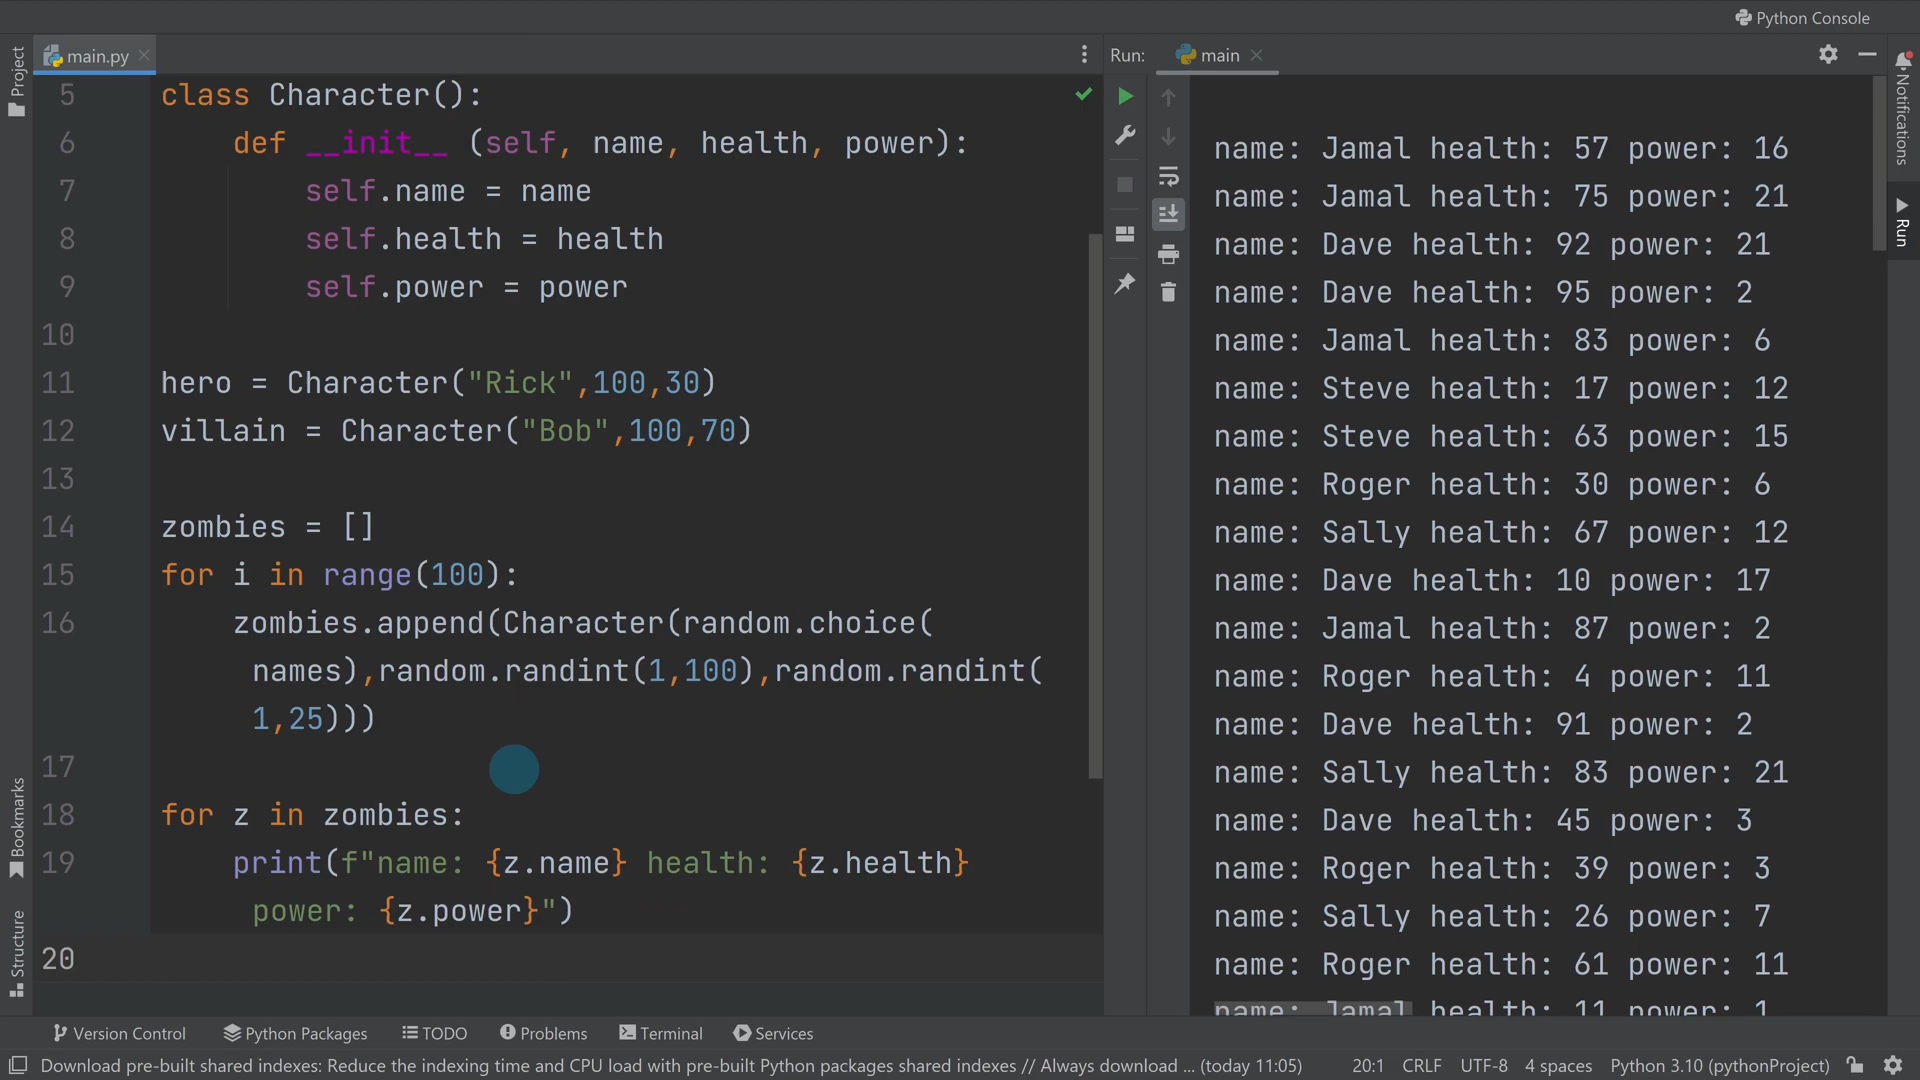 Python Console
Project
main.py
Run:
main
Notifications
Run
5 class Character():
6 def __init__ (self, name, health, power):
7 self.name = name
8 self.health = health
9 self.power = power
10
11 hero = Character("Rick",100,30)
12 villain = Character("Bob",100,70)
13
14 zombies = []
15 for i in range(100):
16 zombies.append(Character(random.choice(
names),random.randint(1,100),random.randint(
1,25)))
17
18 for z in zombies:
19 print(f"name: {z.name} health: {z.health}
power: {z.power}")
20
name: Jamal health: 57 power: 16
name: Jamal health: 75 power: 21
name: Dave health: 92 power: 21
name: Dave health: 95 power: 2
name: Jamal health: 83 power: 6
name: Steve health: 17 power: 12
name: Steve health: 63 power: 15
name: Roger health: 30 power: 6
name: Sally health: 67 power: 12
name: Dave health: 10 power: 17
name: Jamal health: 87 power: 2
name: Roger health: 4 power: 11
name: Dave health: 91 power: 2
name: Sally health: 83 power: 21
name: Dave health: 45 power: 3
name: Roger health: 39 power: 3
name: Sally health: 26 power: 7
name: Roger health: 61 power: 11
name: Jamal health: 11 power: 1
Bookmarks
Structure
Version Control
Python Packages
TODO
Problems
Terminal
Services
Download pre-built shared indexes: Reduce the indexing time and CPU load with pre-built Python packages shared indexes // Always download ... (today 11:05)
20:1 CRLF UTF-8 4 spaces Python 3.10 (pythonProject)